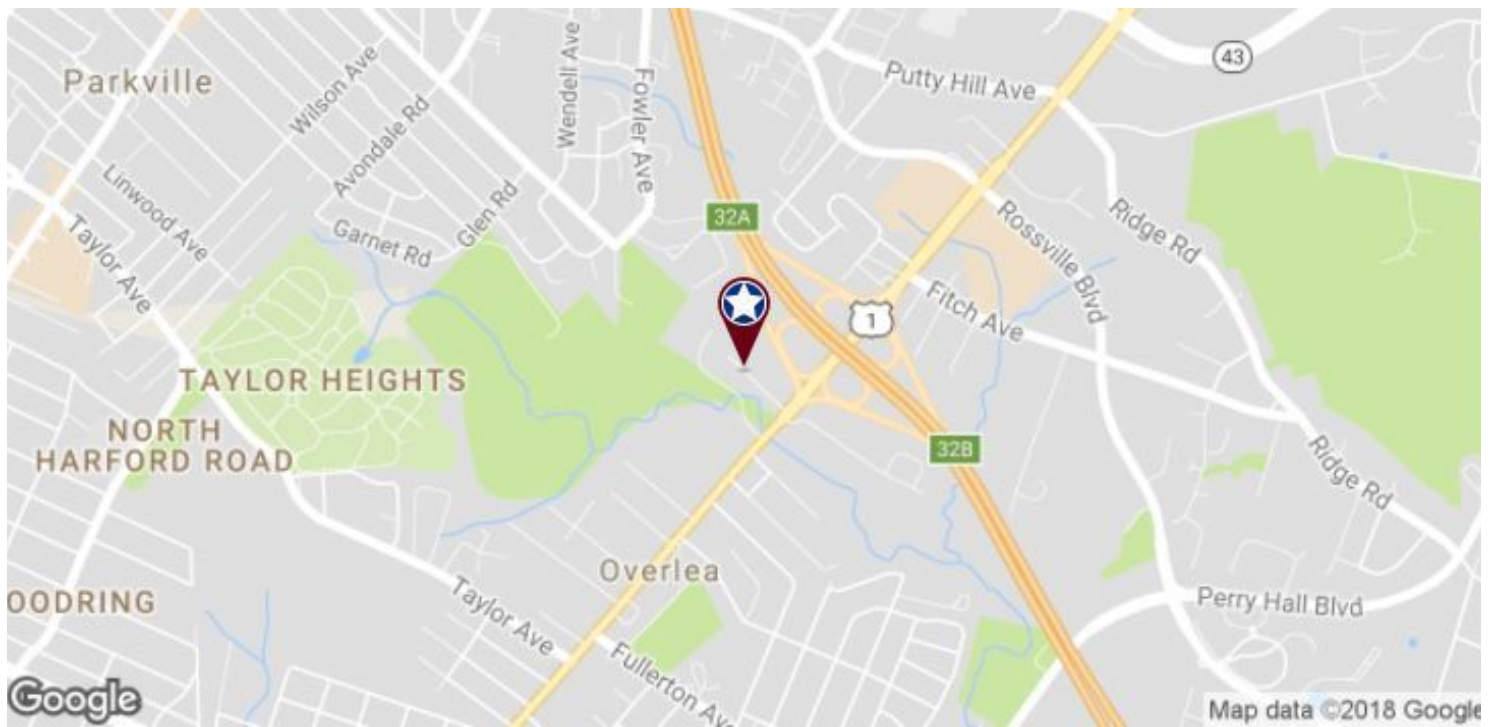 Parkville
Wilson Ave
Avondale Rd
Wendell Ave
Fowler Ave
Putty Hill Ave
43
Linwood Ave
Glen Rd
Garnet Rd
Taylor Ave
32A
Ridge Rd
Rossville Blvd
1
Fitch Ave
TAYLOR HEIGHTS
NORTH
HARFORD ROAD
32B
Ridge Rd
Overlea
OODRING
Taylor Ave
Perry Hall Blvd
Fullerton Ave
Google
Map data ©2018 Google